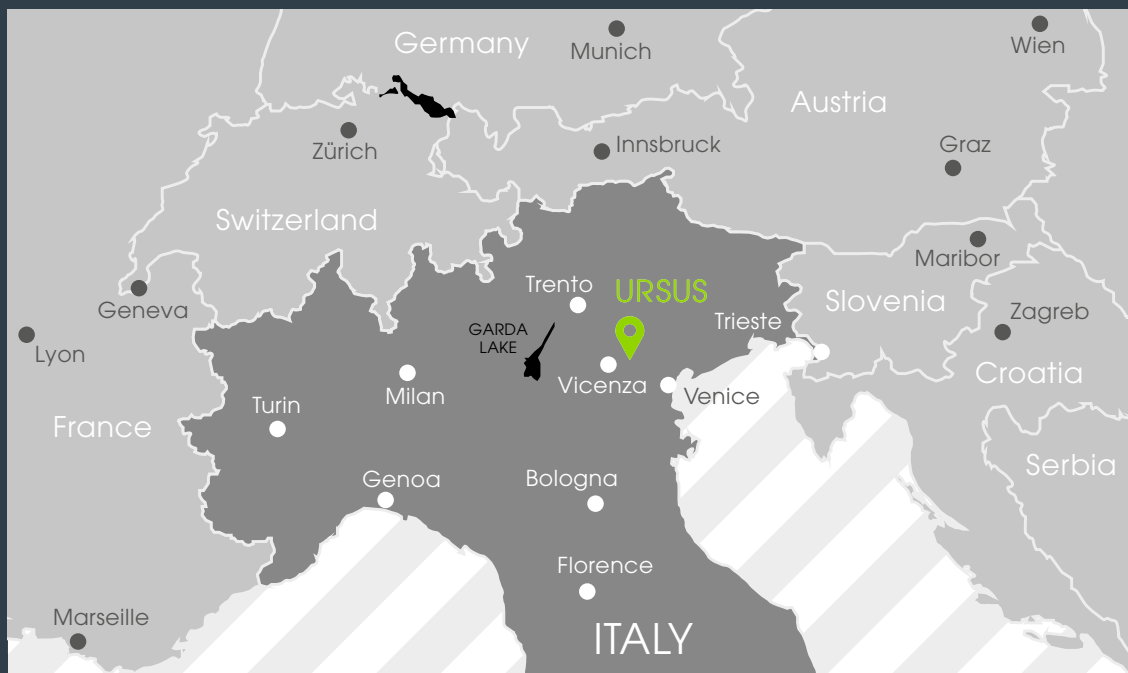 Germany
Munich
Wien
Austria
Zürich
Innsbruck
Graz
Switzerland
Maribor
Trento
URSUS
Geneva
Slovenia
Zagreb
Trieste
GARDA
LAKE
Lyon
Milan
Vicenza
Venice
Croatia
Turin
France
Serbia
Genoa
Bologna
Florence
Marseille
ITALY